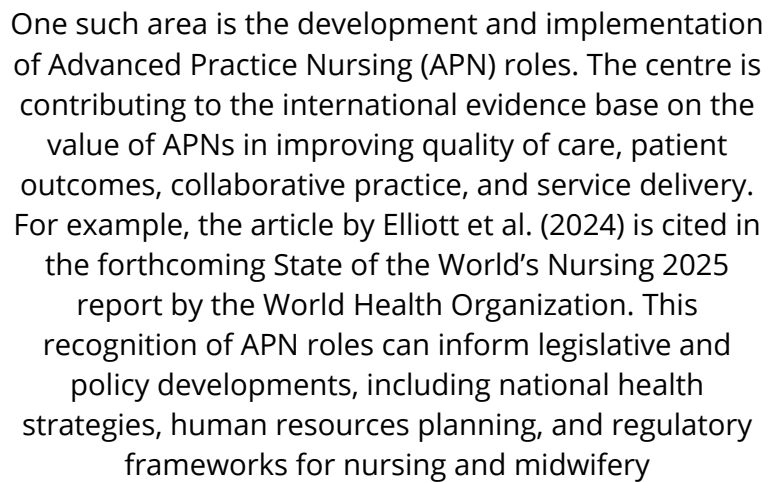 One such area is the development and implementation
of Advanced Practice Nursing (APN) roles. The centre is
contributing to the international evidence base on the
value of APNs in improving quality of care, patient
outcomes, collaborative practice, and service delivery.
For example, the article by Elliott et al. (2024) is cited in
the forthcoming State of the World’s Nursing 2025
report by the World Health Organization. This
recognition of APN roles can inform legislative and
policy developments, including national health
strategies, human resources planning, and regulatory
frameworks for nursing and midwifery